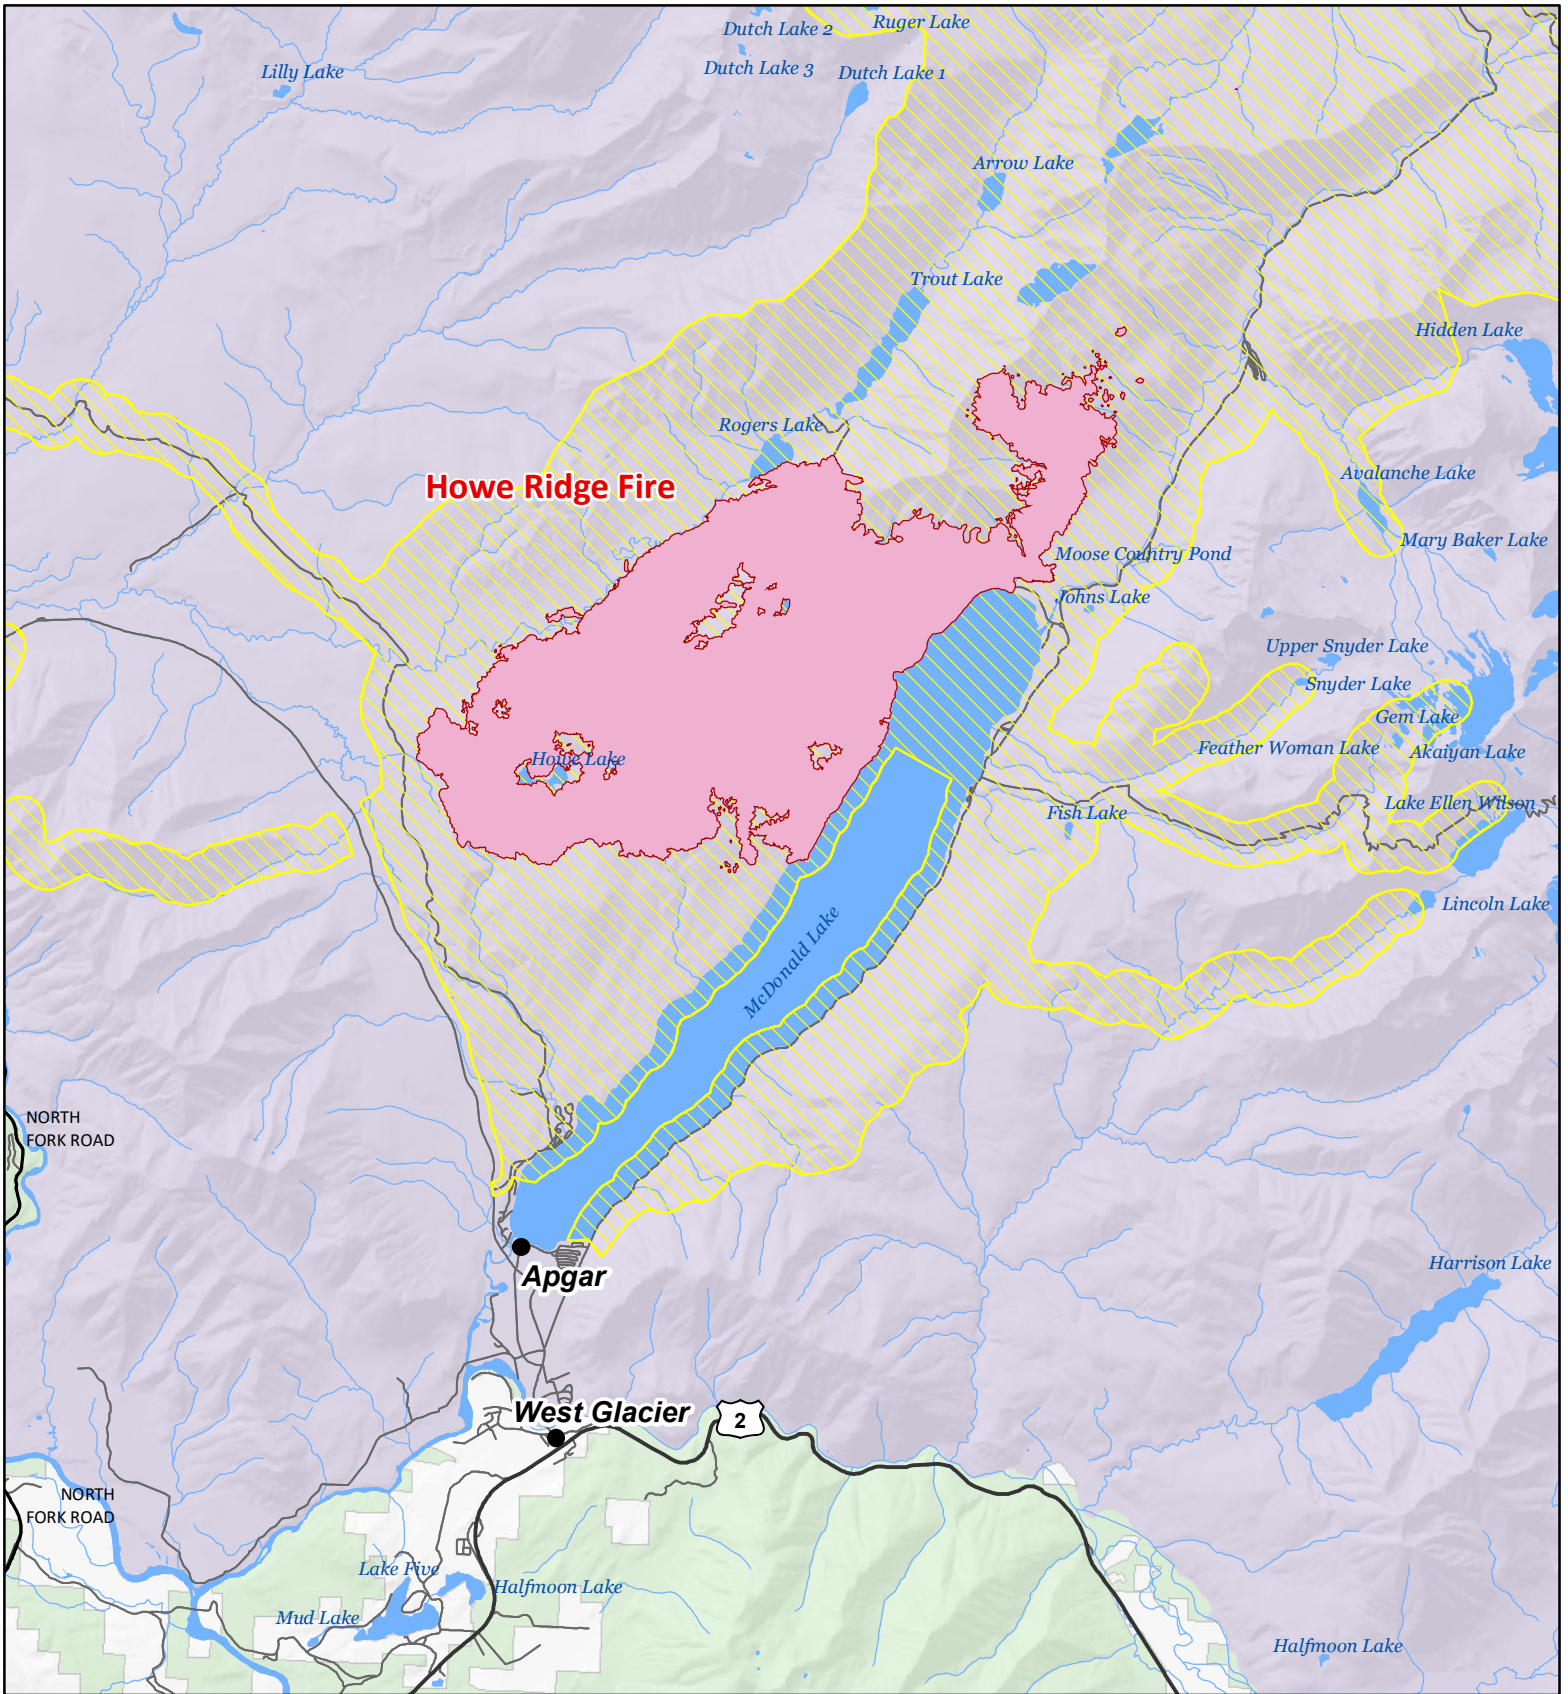 Ruger Lake
Dutch Lake 2
Lilly Lake
Dutch Lake 3
Dutch Lake 1
Arrow Lake
Trout Lake
Hidden Lake
Rogers Lake
Avalanche Lake
Howe Ridge Fire
Mary Baker Lake
Moose Country Pond
Johns Lake
Upper Snyder Lake
Snyder Lake
Gem Lake
Feather Woman Lake
Akaiyan Lake
Howe Lake
Lake Ellen Wilson
Fish Lake
Lincoln Lake
McDonald Lake
NORTH
FORK ROAD
Harrison Lake
Apgar
West Glacier
2
NORTH
FORK ROAD
Lake Five
Halfmoon Lake
Mud Lake
Halfmoon Lake